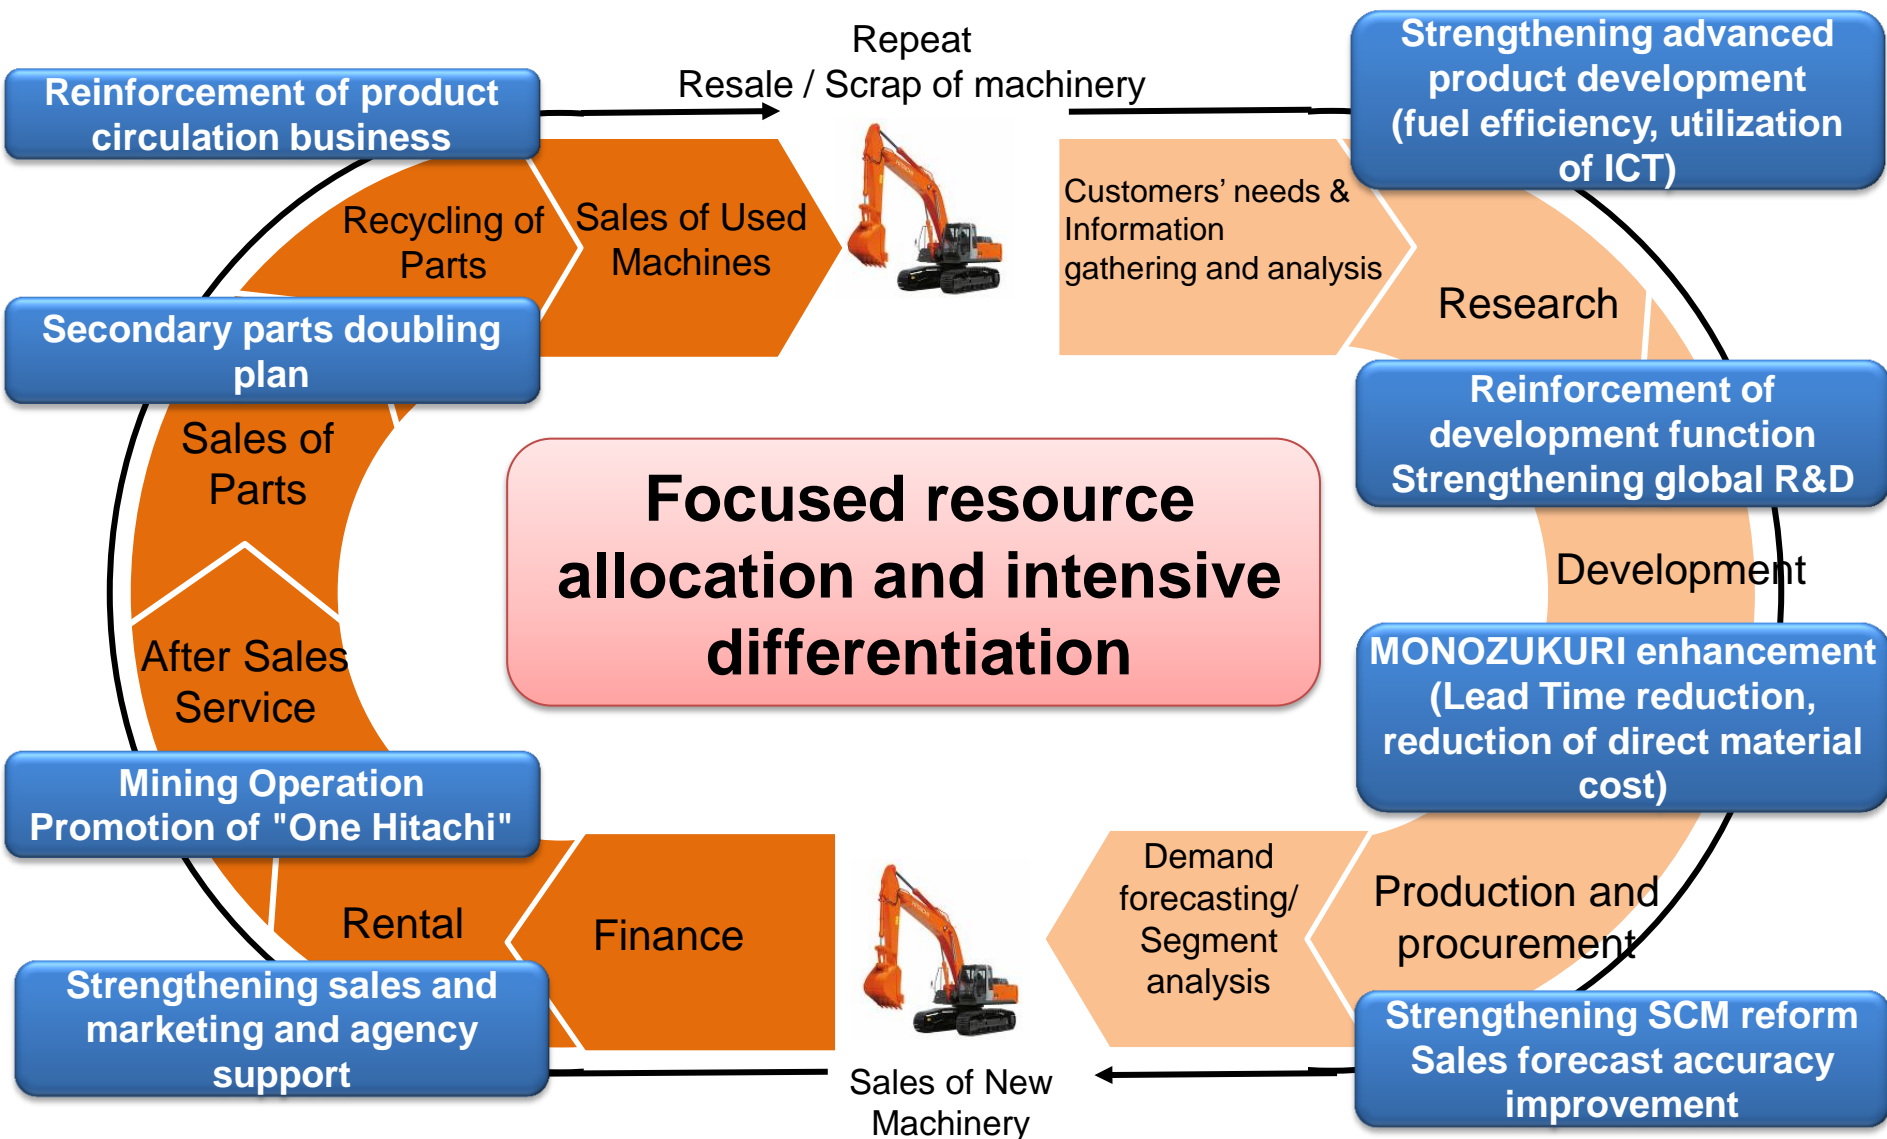 Repeat
Resale / Scrap of machinery
Reinforcement of product
circulation business
Strengthening advanced
product development
(fuel efficiency, utilization
of ICT)
Recycling of
Parts
Sales of Used
Machines
Customers' needs &
Information
gathering and analysis
Research
Secondary parts doubling
plan
Reinforcement of
development function
Strengthening global R&D
Sales of
Parts
Focused resource
allocation and intensive
differentiation
Development
After Sales
Service
MONOZUKURI enhancement
(Lead Time reduction,
reduction of direct material
cost)
Mining Operation
Promotion of "One Hitachi"
Rental
Finance
Demand
forecasting/
Segment
analysis
Production and
procurement
Strengthening sales and
marketing and agency
support
Sales of New
Machinery
Strengthening SCM reform
Sales forecast accuracy
improvement